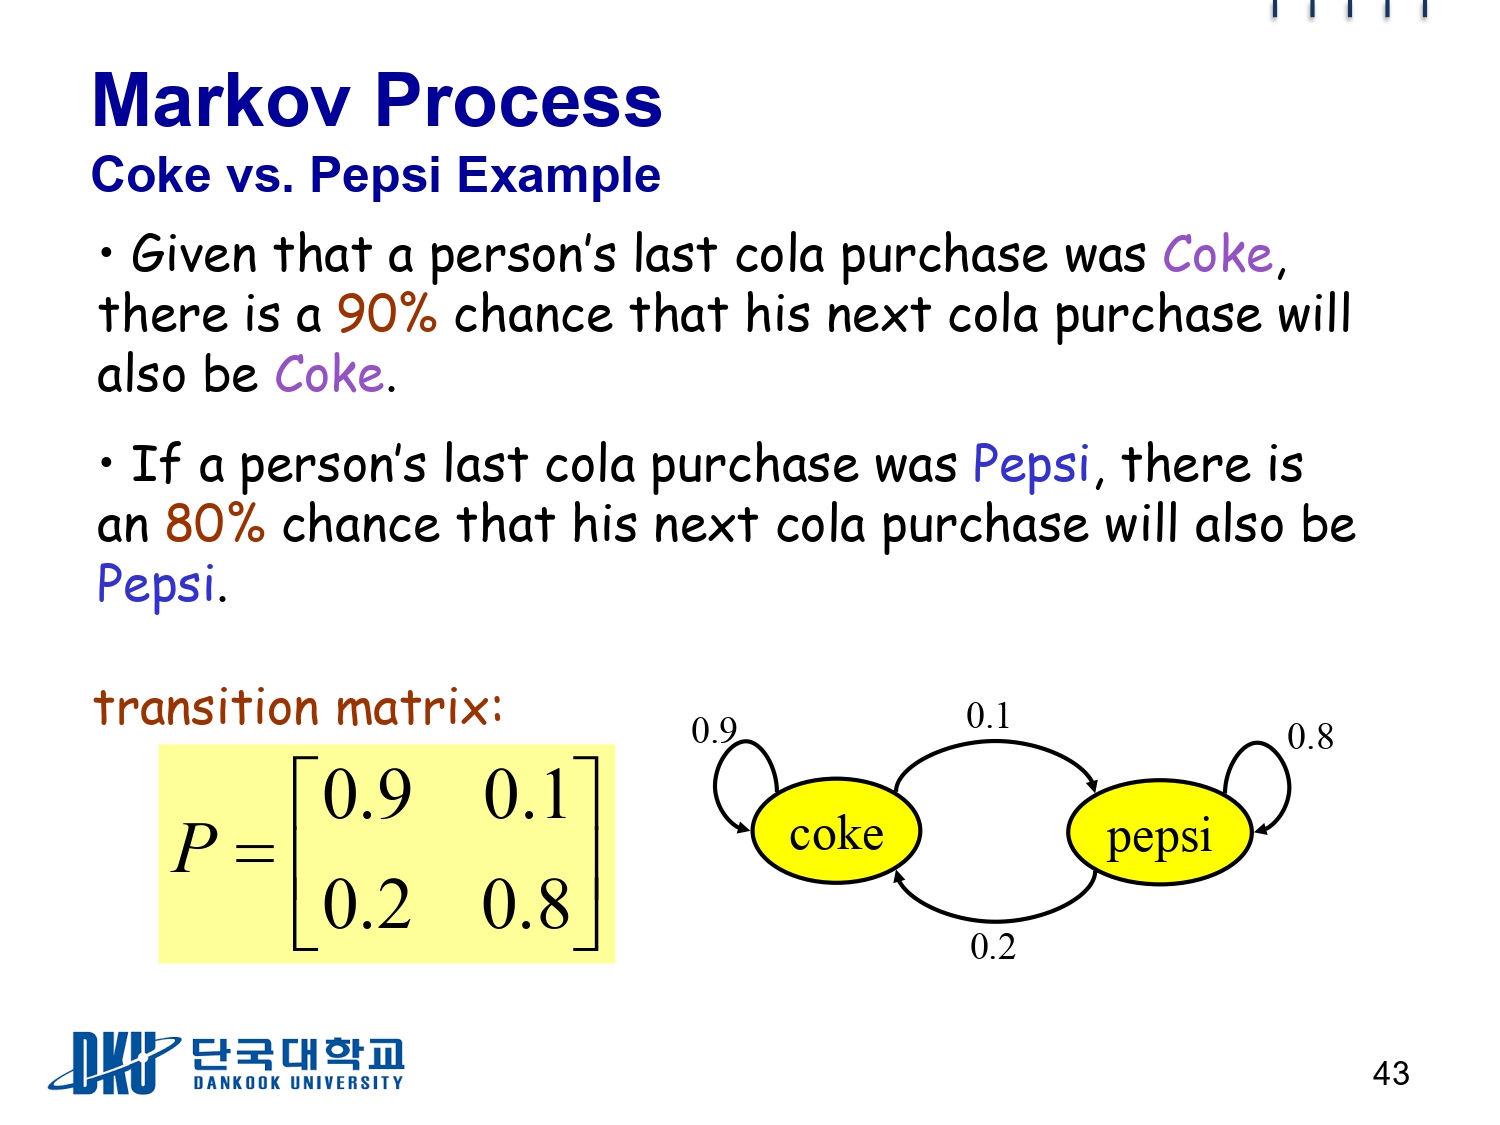 Markov Process
Coke vs. Pepsi Example
• Given that a person’s last cola purchase was Coke,
there is a 90% chance that his next cola purchase will
also be Coke.
• If a person’s last cola purchase was Pepsi, there is
an 80% chance that his next cola purchase will also be
Pepsi.
transition matrix:
P = [0.9 0.1
0.2 0.8]
0.9
0.1
0.8
coke
pepsi
0.2
DKU 단국대학교
DANKOOK UNIVERSITY
43